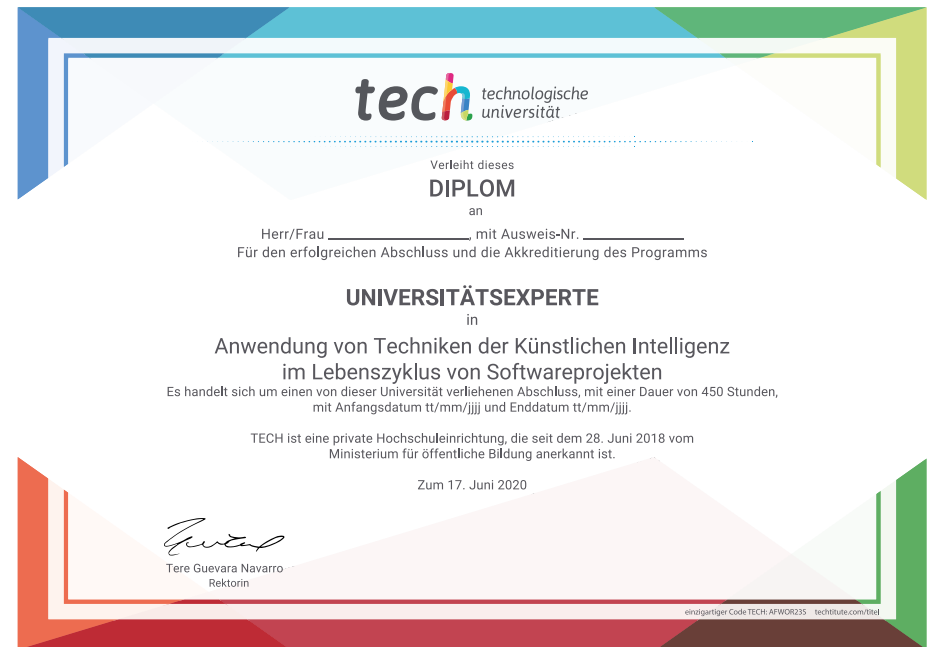 tech technologische
universität
Verleiht dieses
DIPLOM
an
Herr/Frau ____________________, mit Ausweis-Nr. ______________
Für den erfolgreichen Abschluss und die Akkreditierung des Programms
UNIVERSITÄTSEXPERTE
in
Anwendung von Techniken der Künstlichen Intelligenz
im Lebenszyklus von Softwareprojekten
Es handelt sich um einen von dieser Universität verliehenen Abschluss, mit einer Dauer von 450 Stunden,
mit Anfangsdatum tt/mm/jjjj und Enddatum tt/mm/jjjj.
TECH ist eine private Hochschuleinrichtung, die seit dem 28. Juni 2018 vom
Ministerium für öffentliche Bildung anerkannt ist.
Zum 17. Juni 2020
Tere Guevara Navarro
Rektorin
einzigartiger Code TECH: AFWOR23S techtitute.com/titel